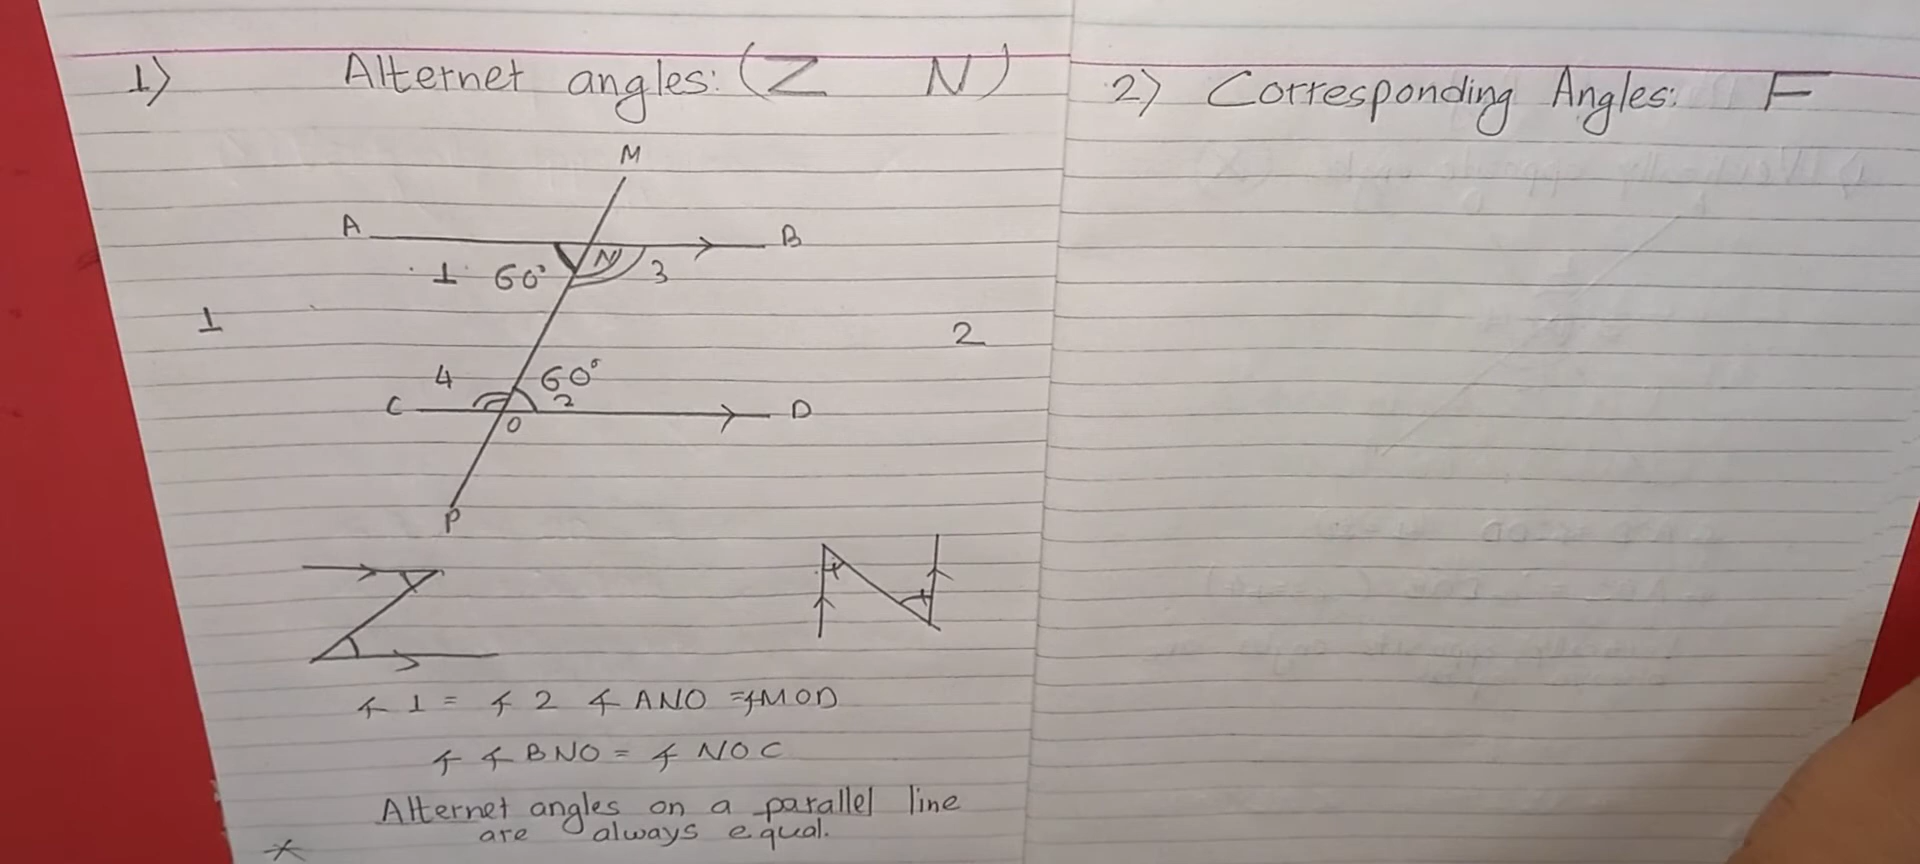 1) Alternet angles: (Z N)
M
A B
1 60° N 3
1 2
4 60°
C 2 D
O
P
∡ 1 = ∡ 2 ∡ ANO = ∡MOD
∡ ∡ BNO = ∡ NOC
Alternet angles on a parallel line
are always equal.
*
2) Corresponding Angles: F